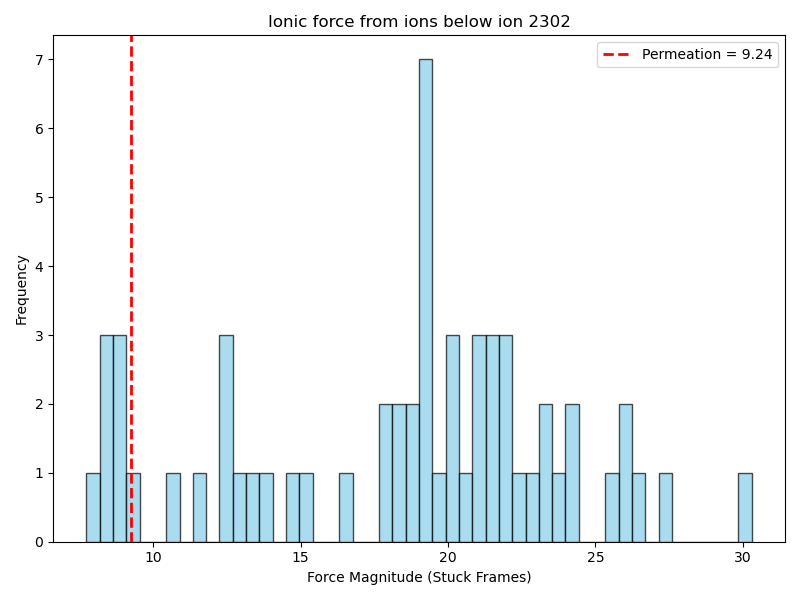 Ionic force from ions below ion 2302
Permeation = 9.24
7
6
5
4
3
2
1
0
Frequency
10 15 20 25 30
Force Magnitude (Stuck Frames)